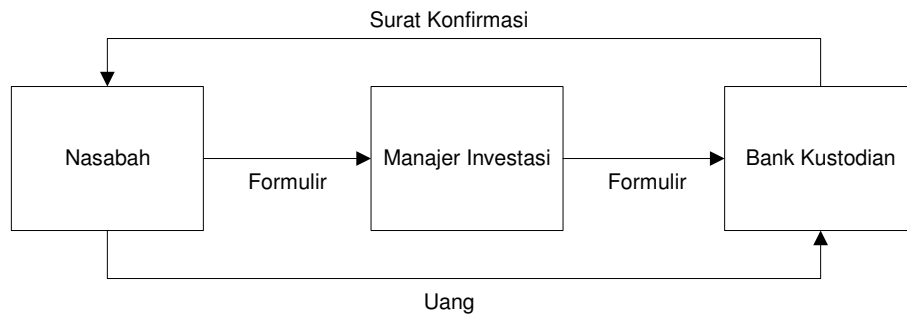 Surat Konfirmasi
Nasabah
Manajer Investasi
Bank Kustodian
Formulir
Formulir
Uang